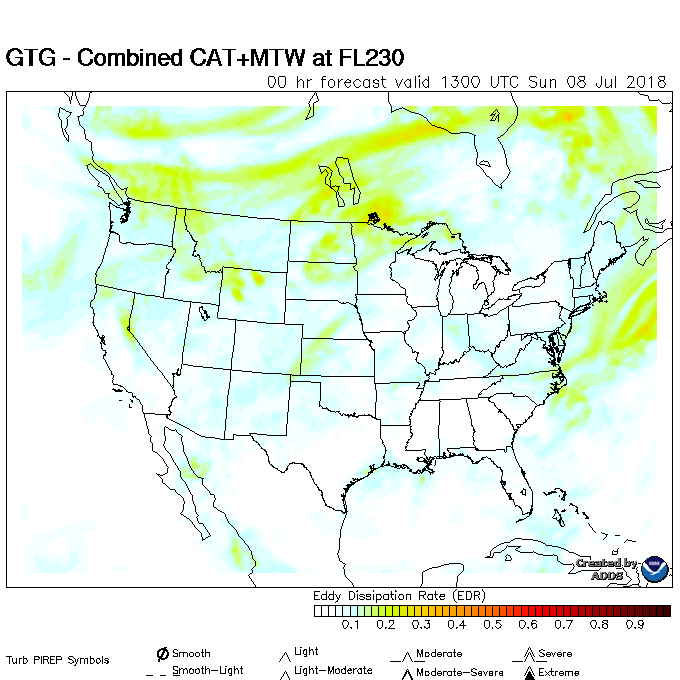 GTG - Combined CAT+MTW at FL230
00 hr forecast valid 1300 UTC Sun 08 Jul 2018
Created by
ADDS
Eddy Dissipation Rate (EDR)
0.1 0.2 0.3 0.4 0.5 0.6 0.7 0.8 0.9
Turb PIREP Symbols
Smooth
Light
Moderate
Severe
Smooth-Light
Light-Moderate
Moderate-Severe
Extreme